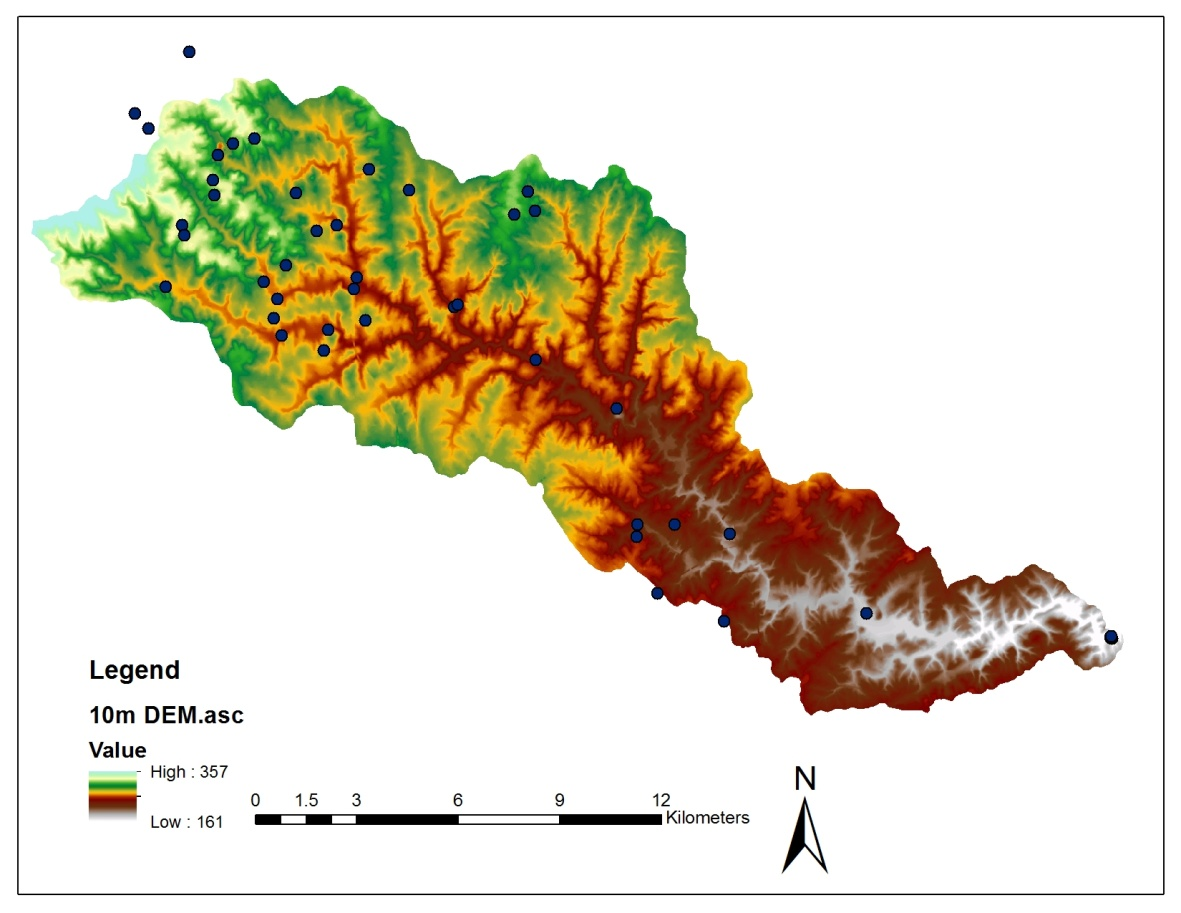 Legend
10m DEM.asc
Value
High : 357
Low : 161
0 1.5 3 6 9 12
Kilometers
N